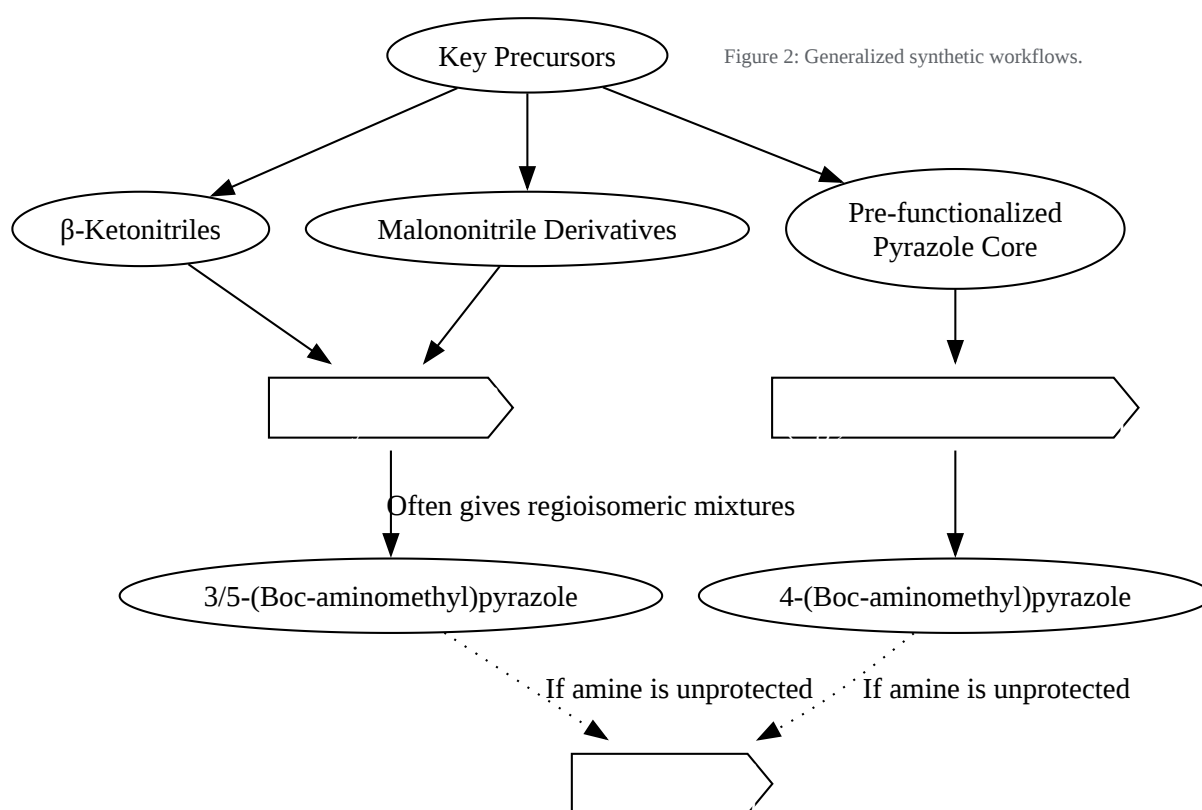 Key Precursors
Figure 2: Generalized synthetic workflows.
β-Ketonitriles
Malononitrile Derivatives
Pre-functionalized
Pyrazole Core
Often gives regioisomeric mixtures
3/5-(Boc-aminomethyl)pyrazole
4-(Boc-aminomethyl)pyrazole
If amine is unprotected
If amine is unprotected